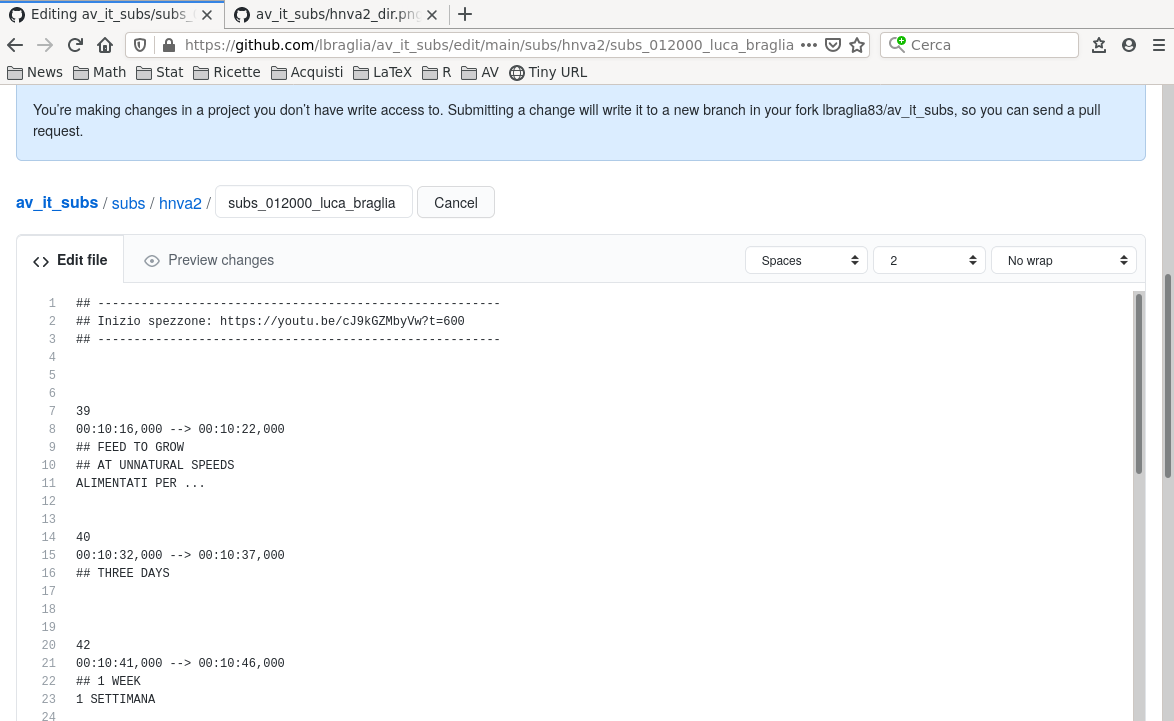 Editing av_it_subs/subs_
av_it_subs/hnva2_dir.png
https://github.com/lbraglia/av_it_subs/edit/main/subs/hnva2/subs_012000_luca_braglia
Cerca
News Math Stat Ricette Acquisti LaTeX R AV Tiny URL
You’re making changes in a project you don’t have write access to. Submitting a change will write it to a new branch in your fork lbraglia83/av_it_subs, so you can send a pull
request.
av_it_subs / subs / hnva2 / subs_012000_luca_braglia Cancel
Edit file Preview changes Spaces 2 No wrap
1 ## --------------------------------------------------------
2 ## Inizio spezzone: https://youtu.be/cJ9kGZMbyVw?t=600
3 ## --------------------------------------------------------
4
5
6
7 39
8 00:10:16,000 --> 00:10:22,000
9 ## FEED TO GROW
10 ## AT UNNATURAL SPEEDS
11 ALIMENTATI PER ...
12
13
14 40
15 00:10:32,000 --> 00:10:37,000
16 ## THREE DAYS
17
18
19
20 42
21 00:10:41,000 --> 00:10:46,000
22 ## 1 WEEK
23 1 SETTIMANA
24